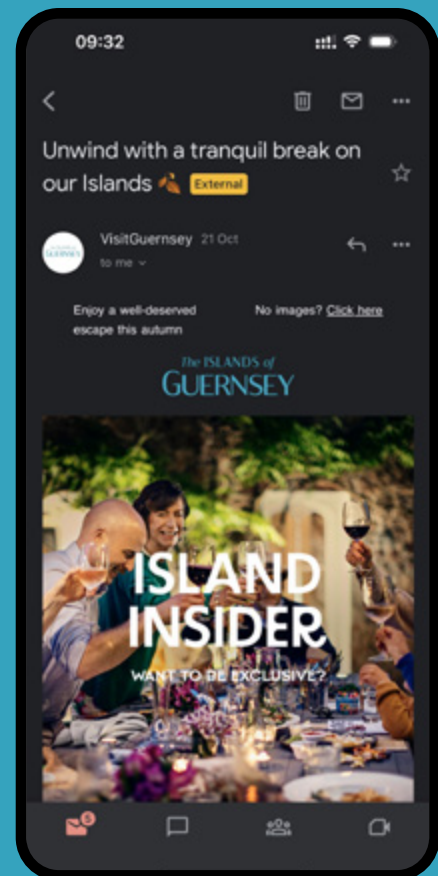 09:32
Unwind with a tranquil break on
our Islands 🍂 External
VisitGuernsey 21 Oct
to me
Enjoy a well-deserved
escape this autumn
No images? Click here
The ISLANDS of
GUERNSEY
ISLAND
INSIDER
WANT TO BE EXCLUSIVE?
5